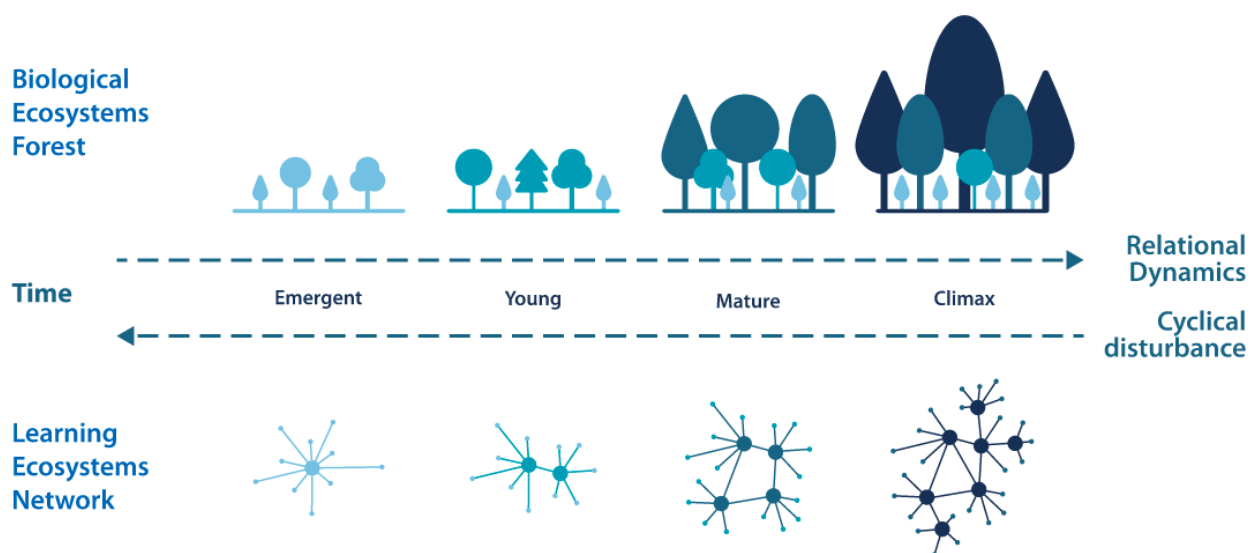 Biological
Ecosystems
Forest
Relational
Dynamics
Time
Emergent
Young
Mature
Climax
Cyclical
disturbance
Learning
Ecosystems
Network